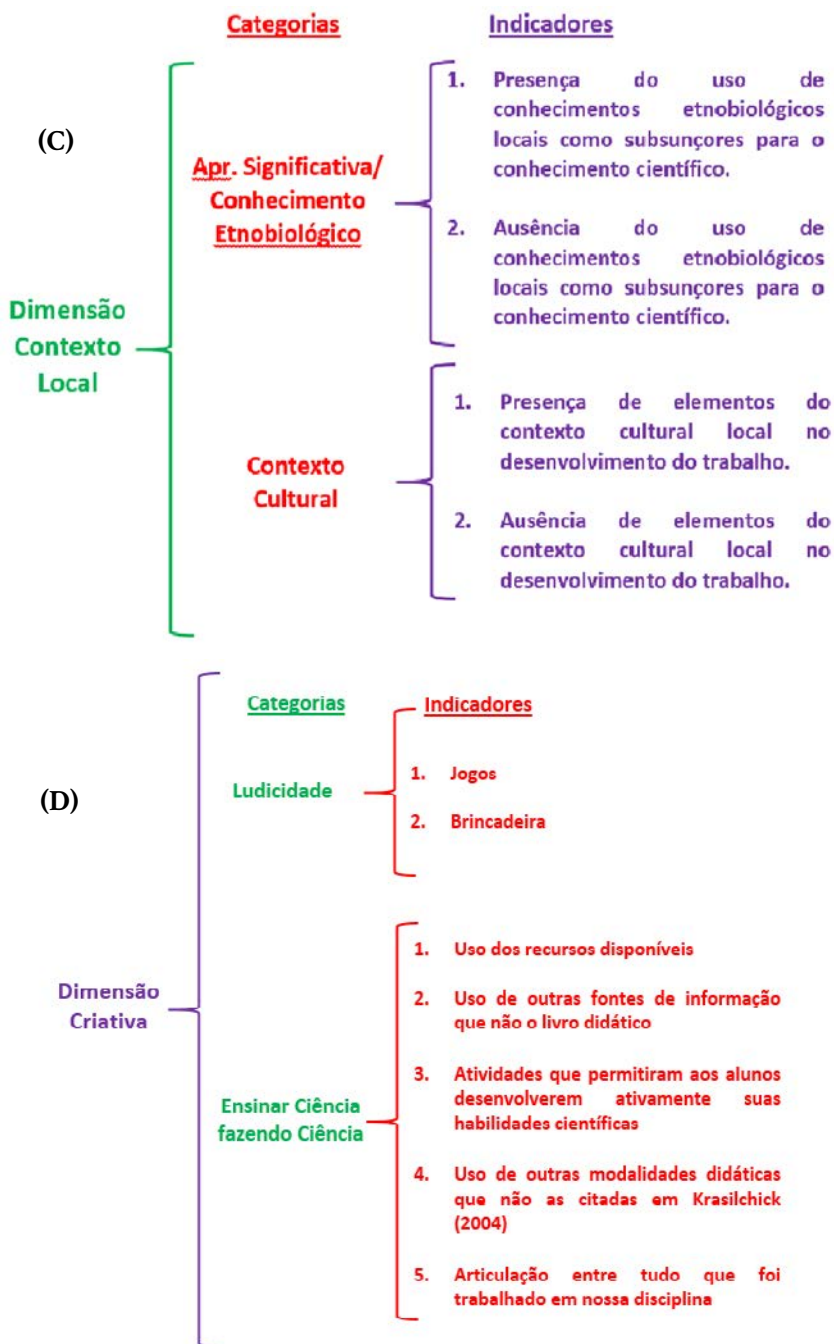 Categorias
Indicadores
(C)
Dimensão
Contexto
Local
Apr. Significativa/
Conhecimento
Etnobiológico
1. Presença do uso de
conhecimentos etnobiológicos
locais como subsunçores para o
conhecimento científico.
2. Ausência do uso de
conhecimentos etnobiológicos
locais como subsunçores para o
conhecimento científico.
Contexto
Cultural
1. Presença de elementos do
contexto cultural local no
desenvolvimento do trabalho.
2. Ausência de elementos do
contexto cultural local no
desenvolvimento do trabalho.
Categorias
Indicadores
(D)
Dimensão
Criativa
Ludicidade
1. Jogos
2. Brincadeira
Ensinar Ciência
fazendo Ciência
1. Uso dos recursos disponíveis
2. Uso de outras fontes de informação
que não o livro didático
3. Atividades que permitiram aos alunos
desenvolverem ativamente suas
habilidades científicas
4. Uso de outras modalidades didáticas
que não as citadas em Krasilchick
(2004)
5. Articulação entre tudo que foi
trabalhado em nossa disciplina